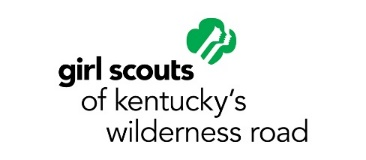 girl scouts
of kentucky's
wilderness road